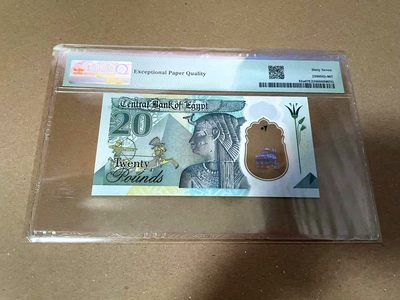 Exceptional Paper Quality
Sixty Seven
Central Bank of Egypt
20
Twenty
Pounds